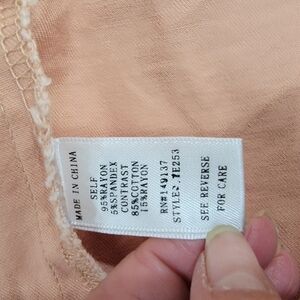 MADE IN CHINA
SELF
95%RAYON
5%SPANDEX
CONTRAST
85%COTTON
15%RAYON
RN#149137
STYLE#.TE253
SEE REVERSE
FOR CARE